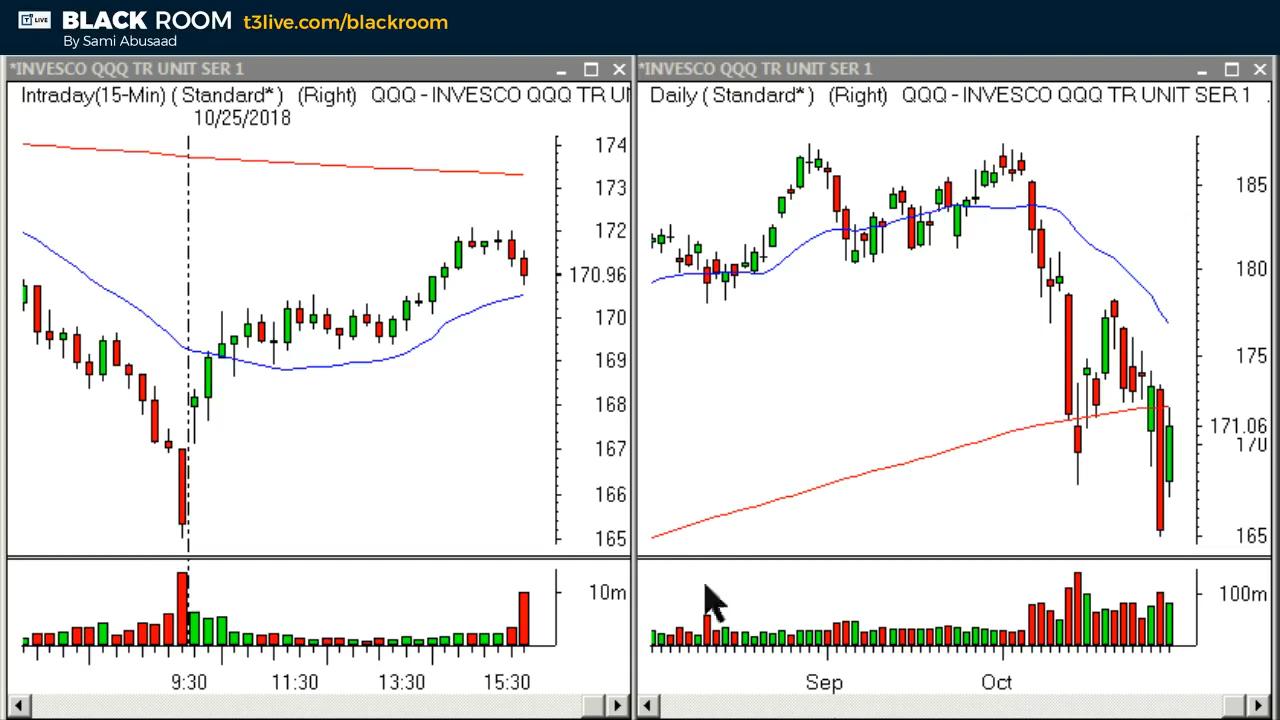 T LIVE BLACK ROOM t3live.com/blackroom
By Sami Abusaad
*INVESCO QQQ TR UNIT SER 1
Intraday(15-Min) ( Standard* ) (Right) QQQ - INVESCO QQQ TR UI
10/25/2018
174
173
172
170.96
170
169
168
167
166
165
10m
9:30 11:30 13:30 15:30
*INVESCO QQQ TR UNIT SER 1
Daily ( Standard* ) (Right) QQQ - INVESCO QQQ TR UNIT SER 1
185
180
175
171.06
170
165
100m
Sep Oct